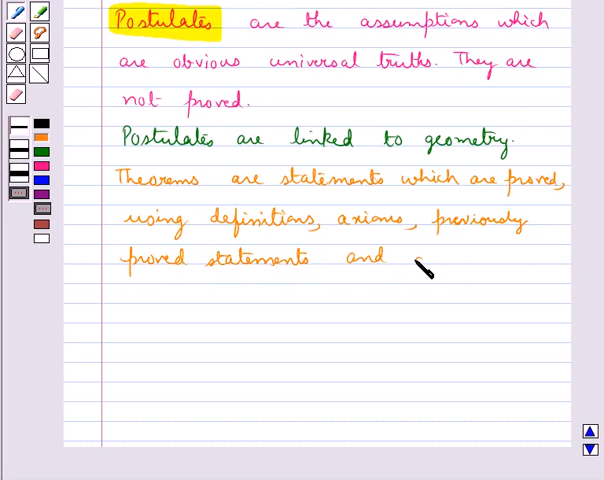 Postulates are the assumptions which
are obvious universal truths. They are
not proved.
Postulates are linked to geometry.
Theorems are statements which are proved,
using definitions, axioms, previously
proved statements and